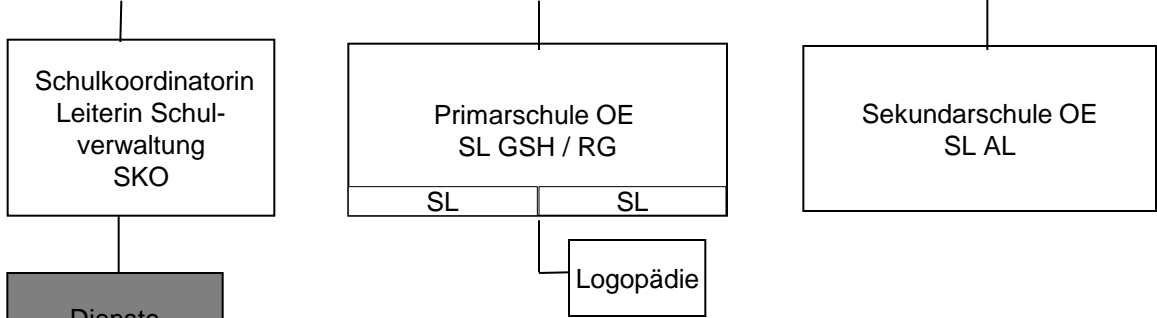 Schulkoordinatorin
Leiterin Schul-
verwaltung
SKO
Primarschule OE
SL GSH / RG
SL SL
Sekundarschule OE
SL AL
Logopädie
Dienste